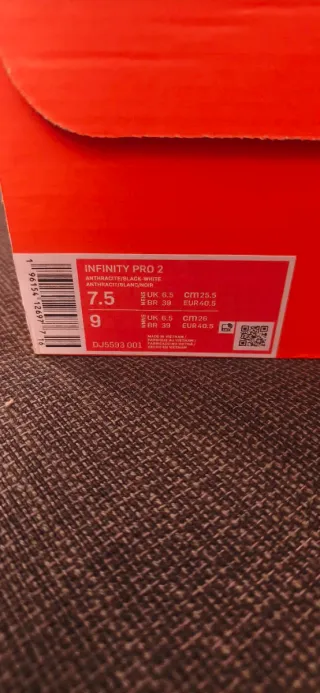 INFINITY PRO 2
ANTHRACITE/BLACK-WHITE
ANTHRACIT/BLANC/NOIR
7.5 UK 6.5 cm 25.5
BR 39 EUR 40.5
9 UK 6.5 cm 26
BR 39 EUR 40.5
DJ5593 001
MADE IN VIETNAM /